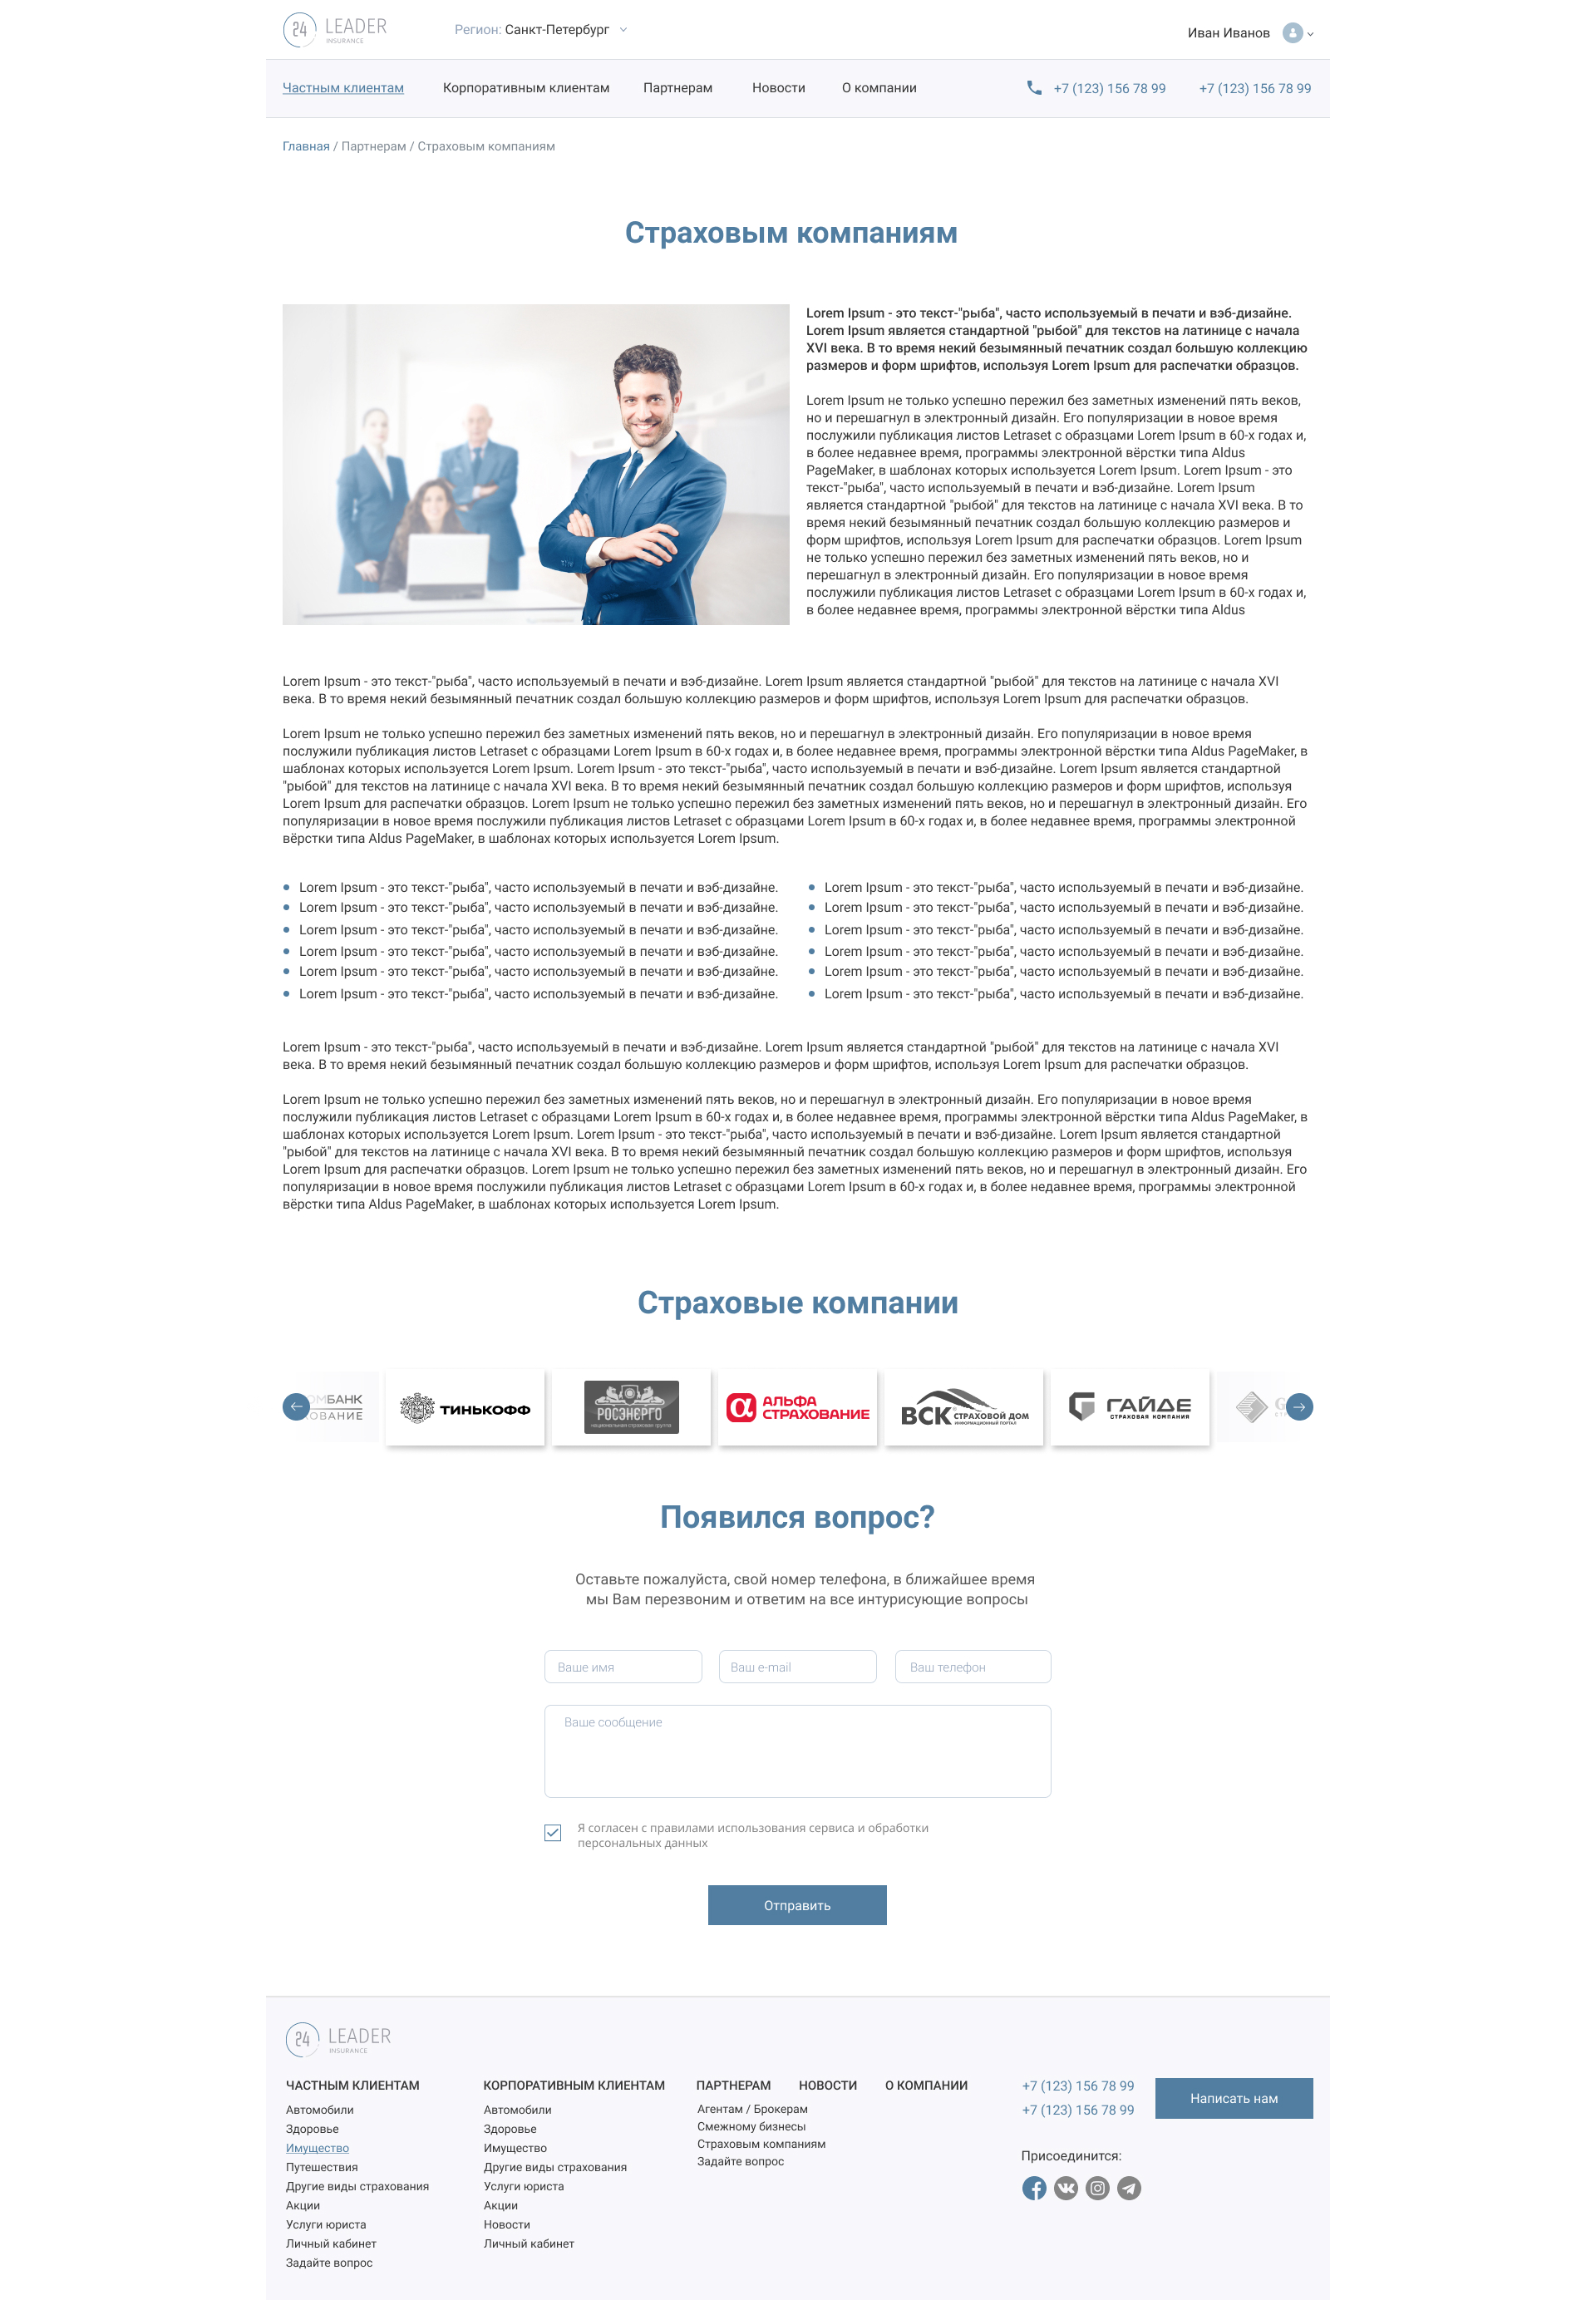 24 LEADER
INSURANCE
Регион: Санкт-Петербург
Иван Иванов
Частным клиентам Корпоративным клиентам Партнерам Новости О компании +7 (123) 156 78 99 +7 (123) 156 78 99
Главная / Партнерам / Страховым компаниям
Страховым компаниям
Lorem Ipsum - это текст-"рыба", часто используемый в печати и вэб-дизайне.
Lorem Ipsum является стандартной "рыбой" для текстов на латинице с начала
XVI века. В то время некий безымянный печатник создал большую коллекцию
размеров и форм шрифтов, используя Lorem Ipsum для распечатки образцов.
Lorem Ipsum не только успешно пережил без заметных изменений пять веков,
но и перешагнул в электронный дизайн. Его популяризации в новое время
послужили публикация листов Letraset с образцами Lorem Ipsum в 60-х годах и,
в более недавнее время, программы электронной вёрстки типа Aldus
PageMaker, в шаблонах которых используется Lorem Ipsum. Lorem Ipsum - это
текст-"рыба", часто используемый в печати и вэб-дизайне. Lorem Ipsum
является стандартной "рыбой" для текстов на латинице с начала XVI века. В то
время некий безымянный печатник создал большую коллекцию размеров и
форм шрифтов, используя Lorem Ipsum для распечатки образцов. Lorem Ipsum
не только успешно пережил без заметных изменений пять веков, но и
перешагнул в электронный дизайн. Его популяризации в новое время
послужили публикация листов Letraset с образцами Lorem Ipsum в 60-х годах и,
в более недавнее время, программы электронной вёрстки типа Aldus
Lorem Ipsum - это текст-"рыба", часто используемый в печати и вэб-дизайне. Lorem Ipsum является стандартной "рыбой" для текстов на латинице с начала XVI
века. В то время некий безымянный печатник создал большую коллекцию размеров и форм шрифтов, используя Lorem Ipsum для распечатки образцов.
Lorem Ipsum не только успешно пережил без заметных изменений пять веков, но и перешагнул в электронный дизайн. Его популяризации в новое время
послужили публикация листов Letraset с образцами Lorem Ipsum в 60-х годах и, в более недавнее время, программы электронной вёрстки типа Aldus PageMaker, в
шаблонах которых используется Lorem Ipsum. Lorem Ipsum - это текст-"рыба", часто используемый в печати и вэб-дизайне. Lorem Ipsum является стандартной
"рыбой" для текстов на латинице с начала XVI века. В то время некий безымянный печатник создал большую коллекцию размеров и форм шрифтов, используя
Lorem Ipsum для распечатки образцов. Lorem Ipsum не только успешно пережил без заметных изменений пять веков, но и перешагнул в электронный дизайн. Его
популяризации в новое время послужили публикация листов Letraset с образцами Lorem Ipsum в 60-х годах и, в более недавнее время, программы электронной
вёрстки типа Aldus PageMaker, в шаблонах которых используется Lorem Ipsum.
Lorem Ipsum - это текст-"рыба", часто используемый в печати и вэб-дизайне.
Lorem Ipsum - это текст-"рыба", часто используемый в печати и вэб-дизайне.
Lorem Ipsum - это текст-"рыба", часто используемый в печати и вэб-дизайне.
Lorem Ipsum - это текст-"рыба", часто используемый в печати и вэб-дизайне.
Lorem Ipsum - это текст-"рыба", часто используемый в печати и вэб-дизайне.
Lorem Ipsum - это текст-"рыба", часто используемый в печати и вэб-дизайне.
Lorem Ipsum - это текст-"рыба", часто используемый в печати и вэб-дизайне.
Lorem Ipsum - это текст-"рыба", часто используемый в печати и вэб-дизайне.
Lorem Ipsum - это текст-"рыба", часто используемый в печати и вэб-дизайне.
Lorem Ipsum - это текст-"рыба", часто используемый в печати и вэб-дизайне.
Lorem Ipsum - это текст-"рыба", часто используемый в печати и вэб-дизайне.
Lorem Ipsum - это текст-"рыба", часто используемый в печати и вэб-дизайне.
Lorem Ipsum - это текст-"рыба", часто используемый в печати и вэб-дизайне. Lorem Ipsum является стандартной "рыбой" для текстов на латинице с начала XVI
века. В то время некий безымянный печатник создал большую коллекцию размеров и форм шрифтов, используя Lorem Ipsum для распечатки образцов.
Lorem Ipsum не только успешно пережил без заметных изменений пять веков, но и перешагнул в электронный дизайн. Его популяризации в новое время
послужили публикация листов Letraset с образцами Lorem Ipsum в 60-х годах и, в более недавнее время, программы электронной вёрстки типа Aldus PageMaker, в
шаблонах которых используется Lorem Ipsum. Lorem Ipsum - это текст-"рыба", часто используемый в печати и вэб-дизайне. Lorem Ipsum является стандартной
"рыбой" для текстов на латинице с начала XVI века. В то время некий безымянный печатник создал большую коллекцию размеров и форм шрифтов, используя
Lorem Ipsum для распечатки образцов. Lorem Ipsum не только успешно пережил без заметных изменений пять веков, но и перешагнул в электронный дизайн. Его
популяризации в новое время послужили публикация листов Letraset с образцами Lorem Ipsum в 60-х годах и, в более недавнее время, программы электронной
вёрстки типа Aldus PageMaker, в шаблонах которых используется Lorem Ipsum.
Страховые компании
ОМБАНК
ОВАНИЕ
ТИНЬКОФФ
РОСЭНЕРГО
национальная страховая группа
АЛЬФА
СТРАХОВАНИЕ
ВСК СТРАХОВОЙ ДОМ
ИНФОРМАЦИОННЫЙ ПОРТАЛ
ГАЙДЕ
СТРАХОВАЯ КОМПАНИЯ
Появился вопрос?
Оставьте пожалуйста, свой номер телефона, в ближайшее время
мы Вам перезвоним и ответим на все интурисующие вопросы
Ваше имя Ваш e-mail Ваш телефон
Ваше сообщение
Я согласен с правилами использования сервиса и обработки
персональных данных
Отправить
24 LEADER
INSURANCE
ЧАСТНЫМ КЛИЕНТАМ
Автомобили
Здоровье
Имущество
Путешествия
Другие виды страхования
Акции
Услуги юриста
Личный кабинет
Задайте вопрос
КОРПОРАТИВНЫМ КЛИЕНТАМ
Автомобили
Здоровье
Имущество
Другие виды страхования
Услуги юриста
Акции
Новости
Личный кабинет
ПАРТНЕРАМ
Агентам / Брокерам
Смежному бизнесы
Страховым компаниям
Задайте вопрос
НОВОСТИ
О КОМПАНИИ
+7 (123) 156 78 99
+7 (123) 156 78 99
Написать нам
Присоединится: